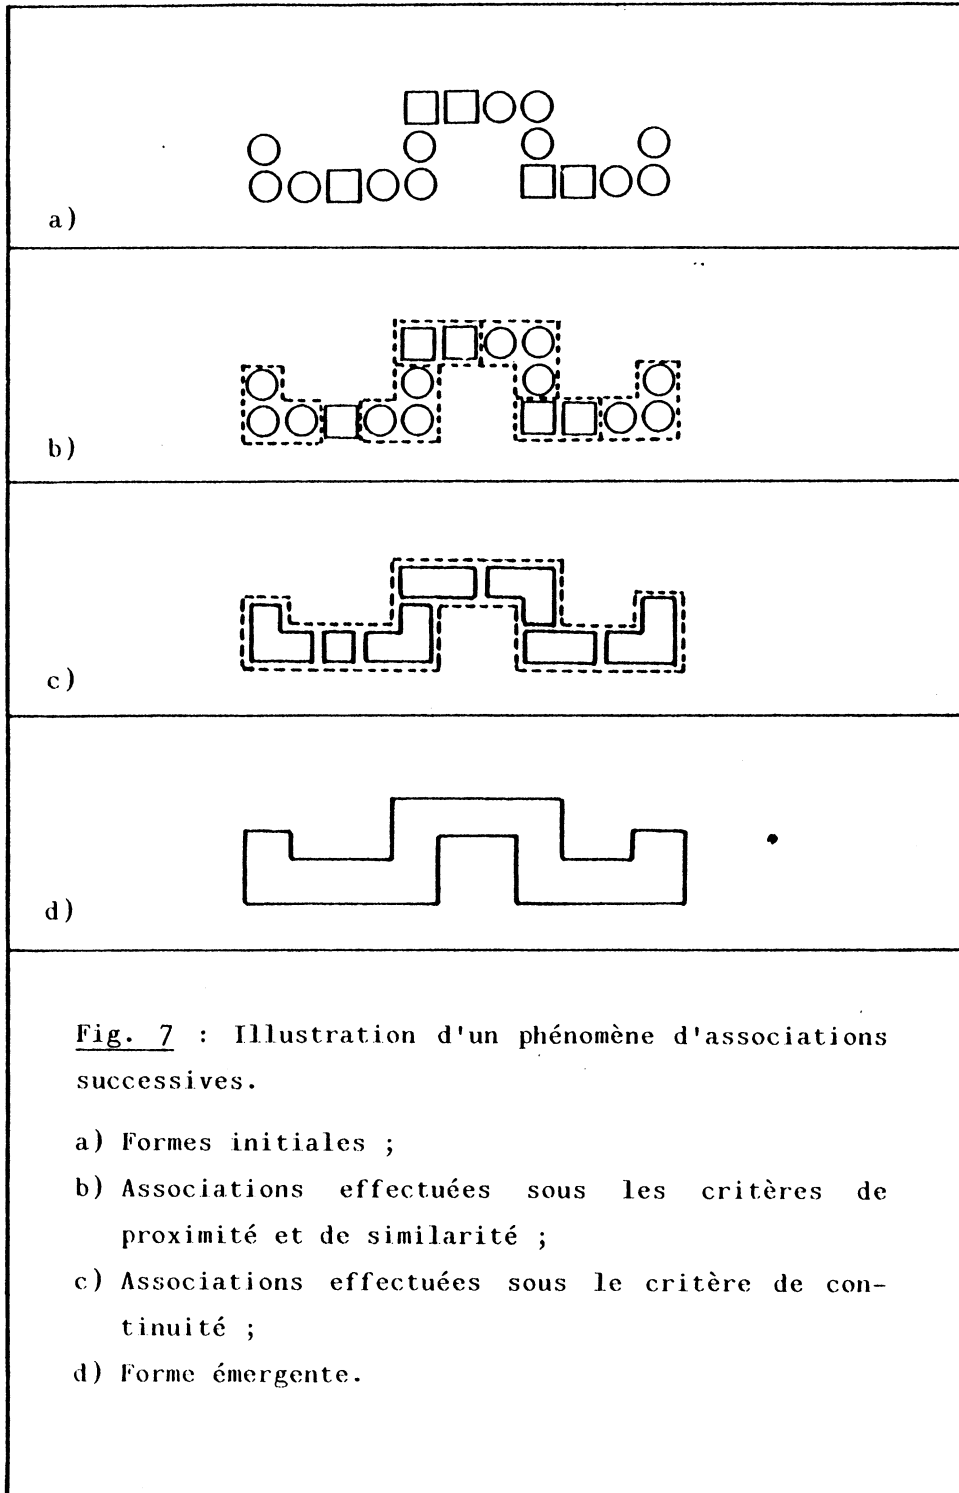 a)
b)
c)
d)
Fig. 7 : Illustration d'un phénomène d'associations
successives.
a) Formes initiales ;
b) Associations effectuées sous les critères de
proximité et de similarité ;
c) Associations effectuées sous le critère de con-
tinuité ;
d) Forme émergente.